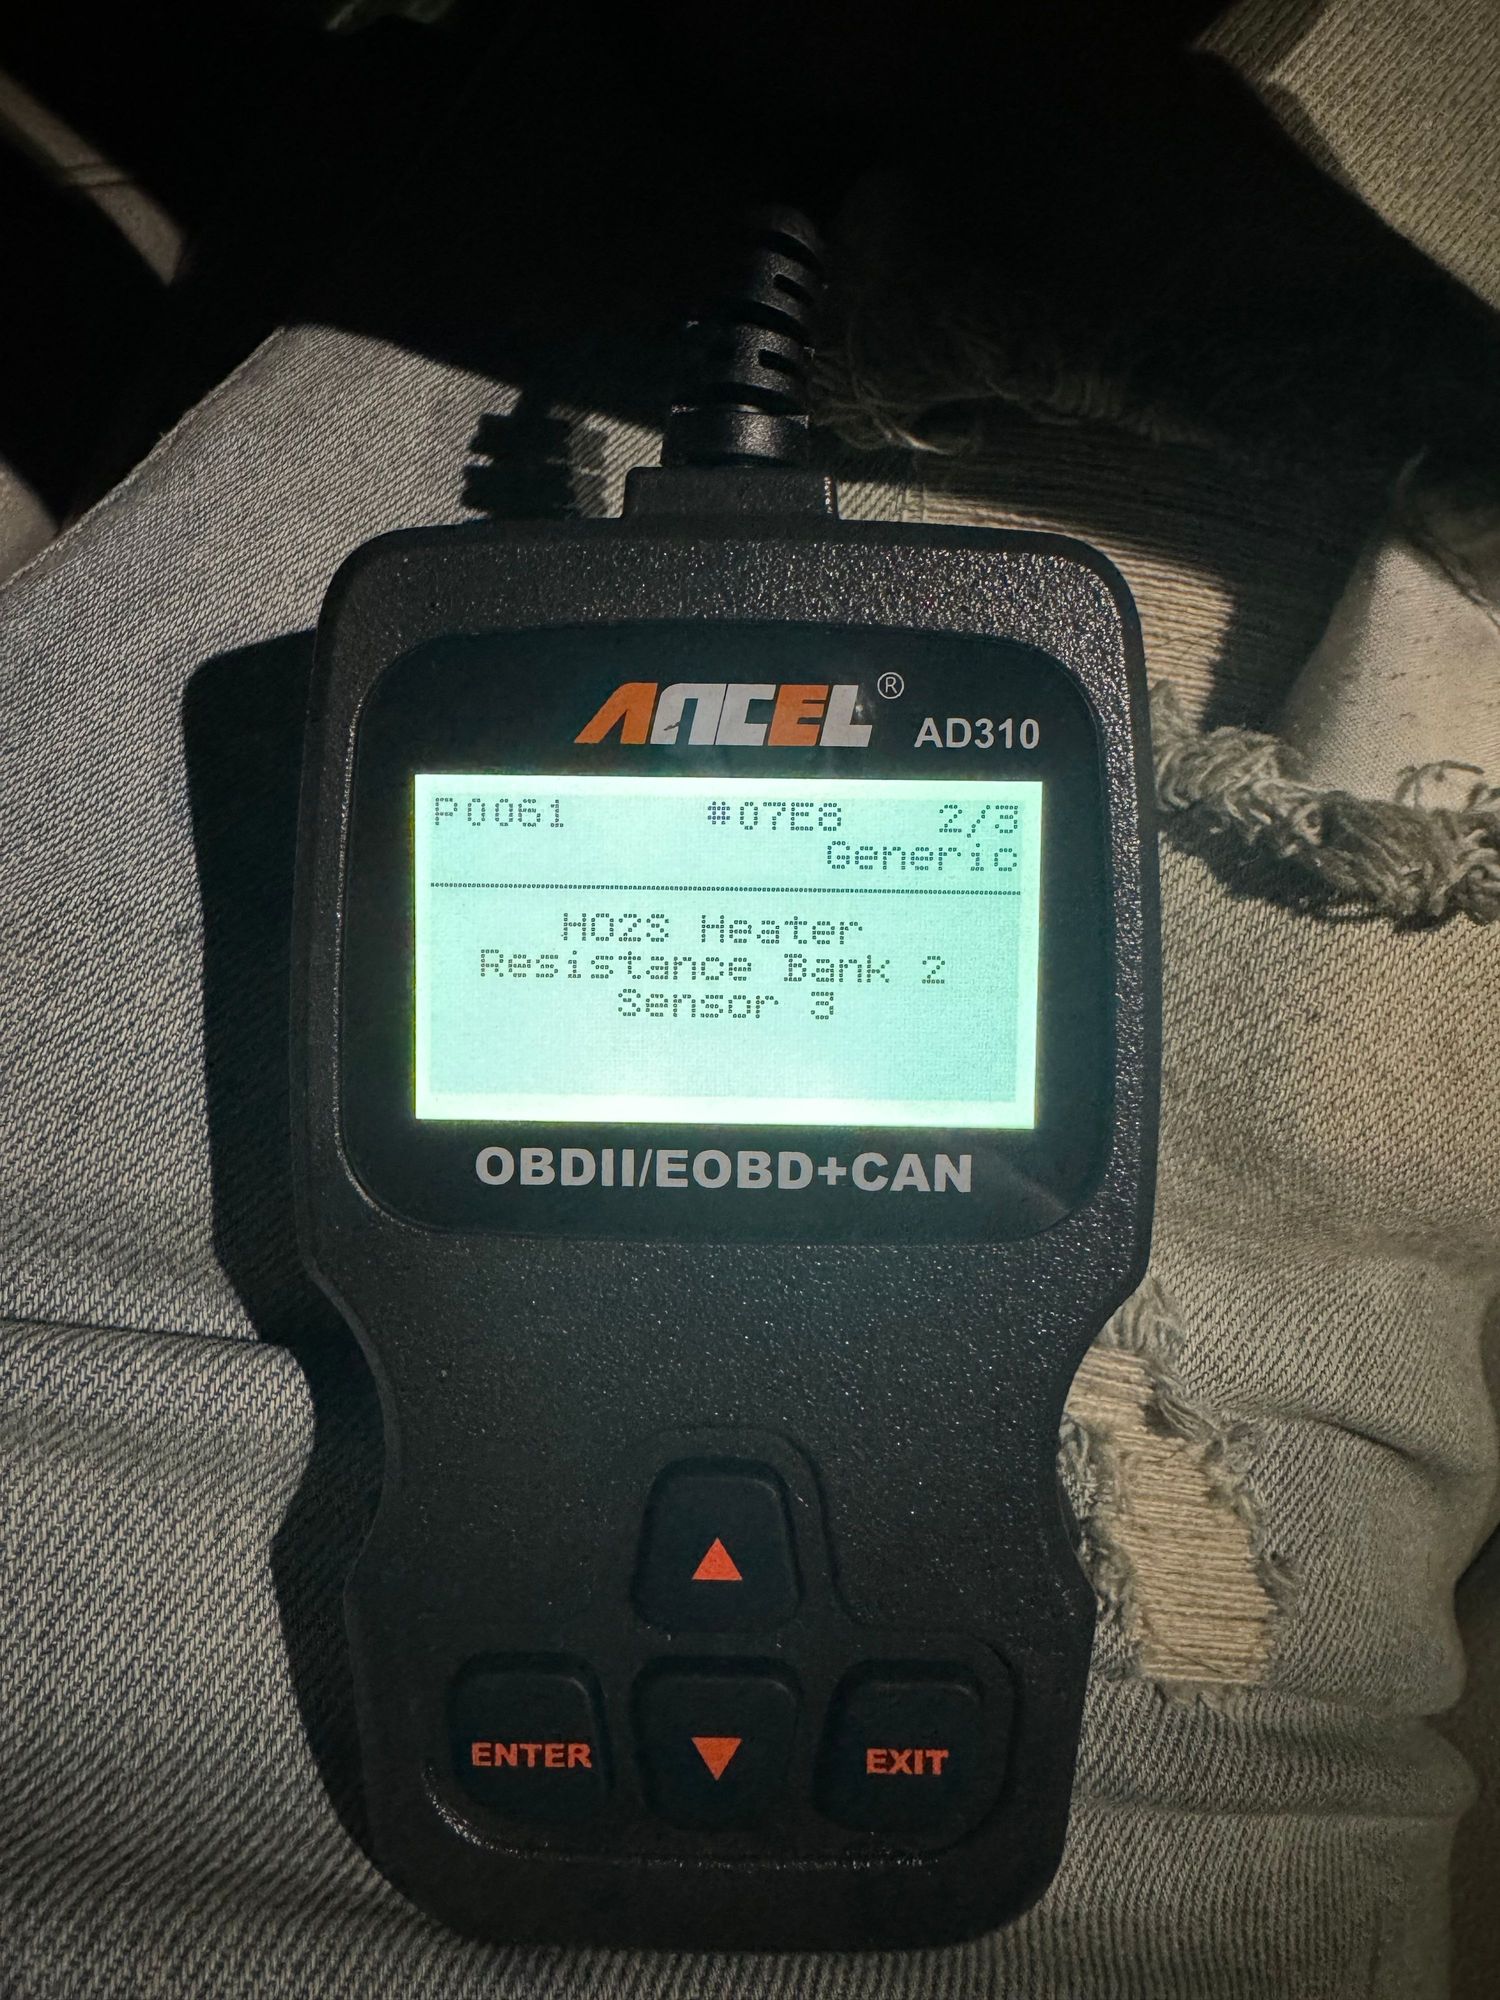 ANCEL® AD310
P0061 #07E8 2/3
Generic
HO2S Heater
Resistance Bank 2
Sensor 3
OBDII/EOBD+CAN
ENTER EXIT